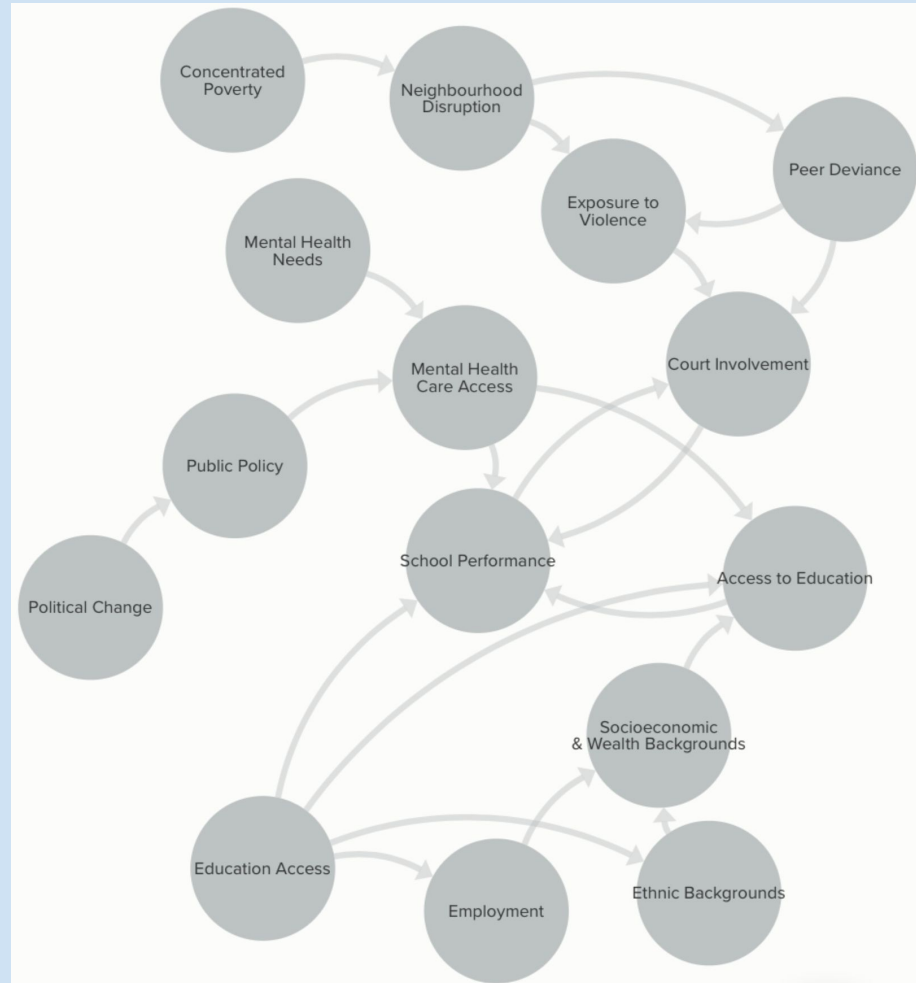 Concentrated
Poverty
Neighbourhood
Disruption
Peer Deviance
Exposure to
Violence
Mental Health
Needs
Court Involvement
Mental Health
Care Access
Public Policy
School Performance
Access to Education
Political Change
Socioeconomic
& Wealth Backgrounds
Education Access
Ethnic Backgrounds
Employment